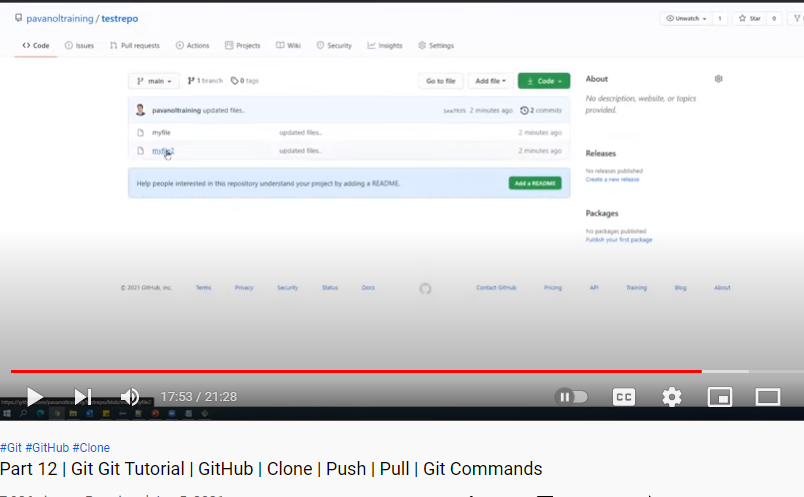 pavanoltraining / testrepo
Unwatch 1 Star 0
Code Issues Pull requests Actions Projects Wiki Security Insights Settings
main 1 branch 0 tags Go to file Add file Code
pavanoltraining updated files.. 2 minutes ago 2 commits
myfile updated files.. 2 minutes ago
myfile2 updated files.. 2 minutes ago
Help people interested in this repository understand your project by adding a README. Add a README
About
No description, website, or topics
provided.
Releases
No releases published
Create a new release
Packages
No packages published
Publish your first package
© 2021 GitHub, Inc. Terms Privacy Security Status Docs Contact GitHub Pricing API Training Blog About
17:53 / 21:28 CC
#Git #GitHub #Clone
Part 12 | Git Git Tutorial | GitHub | Clone | Push | Pull | Git Commands